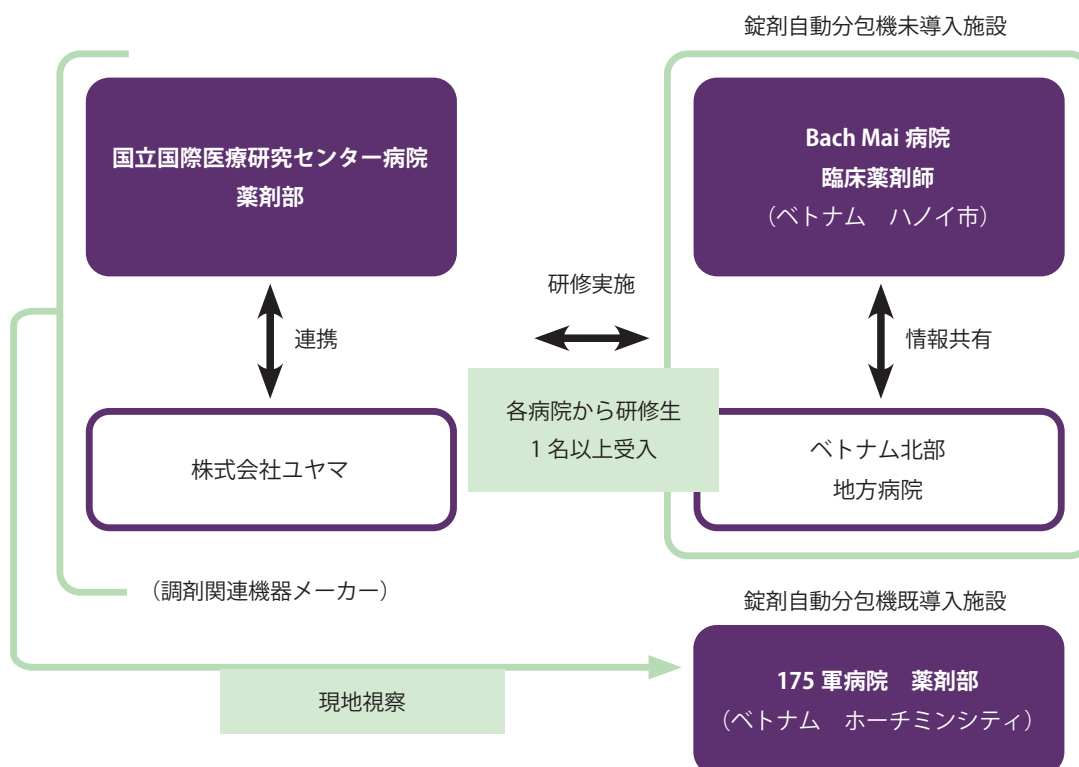 錠剤自動分包機未導入施設
国立国際医療研究センター病院
薬剤部
Bach Mai 病院
臨床薬剤師
（ベトナム　ハノイ市）
研修実施
連携
情報共有
各病院から研修生
1 名以上受入
株式会社ユヤマ
ベトナム北部
地方病院
（調剤関連機器メーカー）
錠剤自動分包機既導入施設
175 軍病院　薬剤部
（ベトナム　ホーチミンシティ）
現地視察